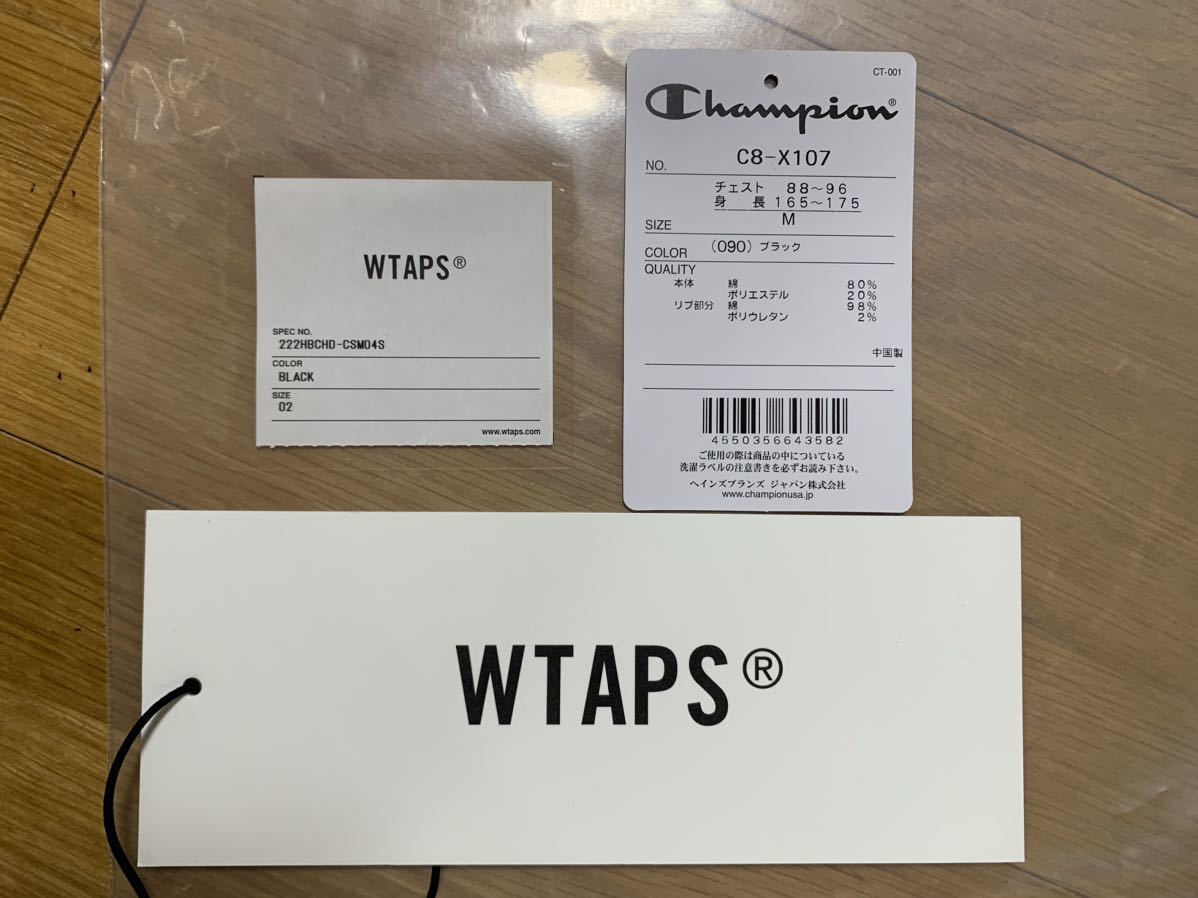 WTAPS®
SPEC NO.
222HBCHD-CSM04S
COLOR
BLACK
SIZE
02
www.wtaps.com
CT-001
Champion®
NO. C8-X107
チェスト 88～96
身 長 165～175
SIZE M
COLOR (090) ブラック
QUALITY
本体 綿 80%
ポリエステル 20%
リブ部分 綿 98%
ポリウレタン 2%
中国製
4550356643582
ご使用の際は商品の中についている
洗濯ラベルの注意書きを必ずお読み下さい。
ヘインズブランズ ジャパン株式会社
www.championusa.jp
WTAPS®